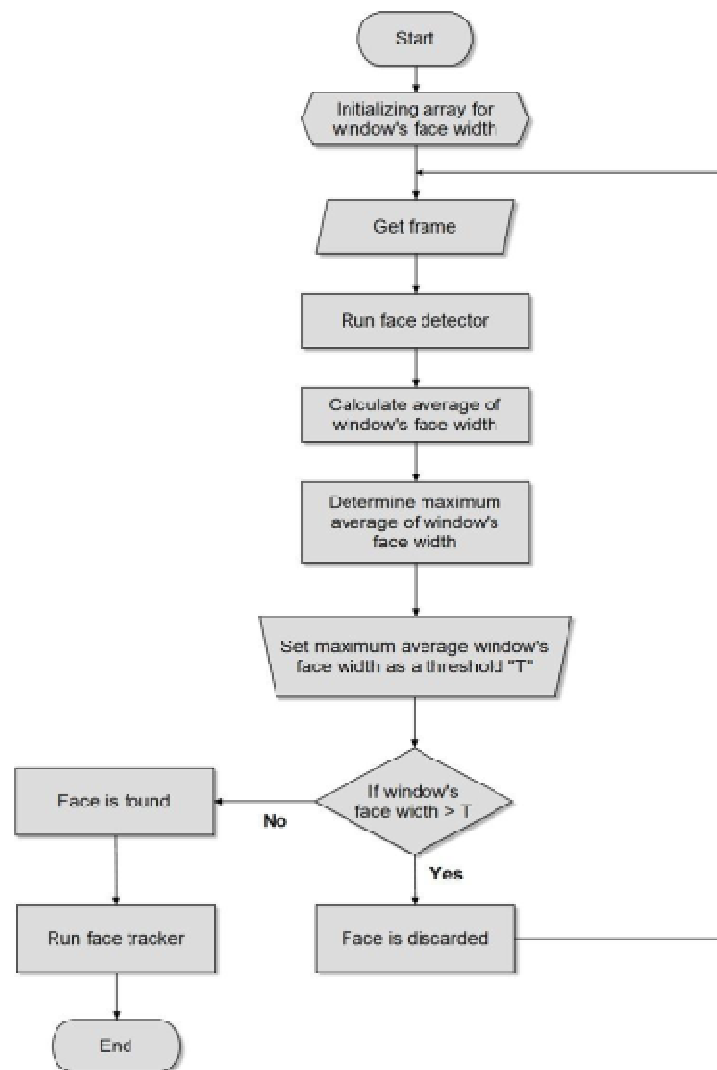 Start
Initializing array for
window's face width
Get frame
Run face detector
Calculate average of
window's face width
Determine maximum
average of window's
face width
Set maximum average window's
face width as a threshold "T"
If window's
face width > T
No
Yes
Face is found
Face is discarded
Run face tracker
End